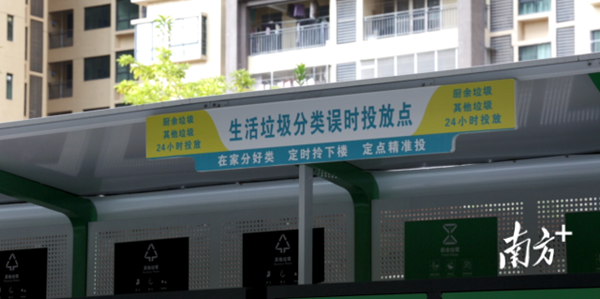 南方+
厨余垃圾
其他垃圾
24小时投放
生活垃圾分类误时投放点
厨余垃圾
其他垃圾
24小时投放
在家分好类 定时拎下楼 定点精准投
南方+